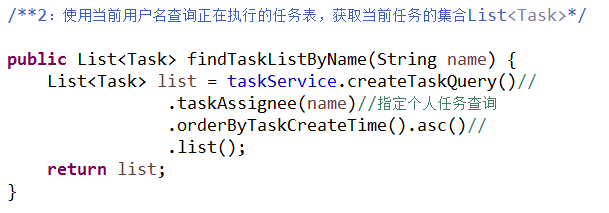 /**2：使用当前用户名查询正在执行的任务表，获取当前任务的集合List<Task>*/
public List<Task> findTaskListByName(String name) {
List<Task> list = taskService.createTaskQuery()//
.taskAssignee(name)//指定个人任务查询
.orderByTaskCreateTime().asc()//
.list();
return list;
}